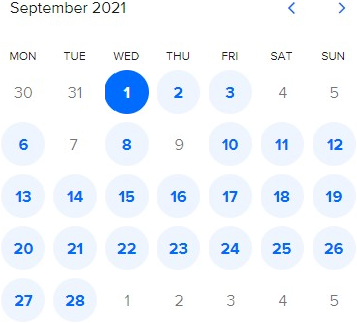 September 2021
MON TUE WED THU FRI SAT SUN
30 31 1 2 3 4 5
6 7 8 9 10 11 12
13 14 15 16 17 18 19
20 21 22 23 24 25 26
27 28 1 2 3 4 5